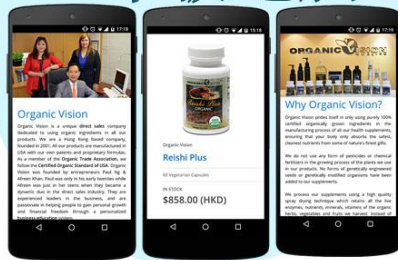 17:38
Organic Vision
Organic Vision is a unique direct sales company
dedicated to using organic ingredients in all our
products. We are a Hong Kong based company,
founded in 2001. All our products are manufactured in
USA with our own patents and proprietary formulas.
As a member of the Organic Trade Association, we
follow the Certified Organic Standard of USA. Organic
Vision was founded by entrepreneurs Paul Ng &
Afreen Khan. Paul was only in his early twenties while
Afreen was just in her teens when they became a
dynamic duo in the direct sales industry. They are
experienced leaders in the business, and are
passionate in helping people to gain personal growth
and financial freedom through a personalized
business education system.
15:18
Reishi Plus
ORGANIC
Organic Vision
Reishi Plus
60 Vegetarian Capsules
IN STOCK
$858.00 (HKD)
ORGANIC VISION
Why Organic Vision?
Organic Vision prides itself in only using purely 100%
certified organically grown ingredients in the
manufacturing process of all our health supplements,
ensuring that your body only absorbs the safest,
cleanest nutrients from some of nature's finest gifts.
We do not use any form of pesticides or chemical
fertilizers in the growing process of the plants we use
in our products. No forms of genetically engineered
seeds or genetically modified organisms have been
added to our supplements.
We process our supplements using a high quality
spray drying technique which retains all the live
enzymes, nutrients, minerals, vitamins of the organic
herbs, vegetables and fruits we harvest. Instead of